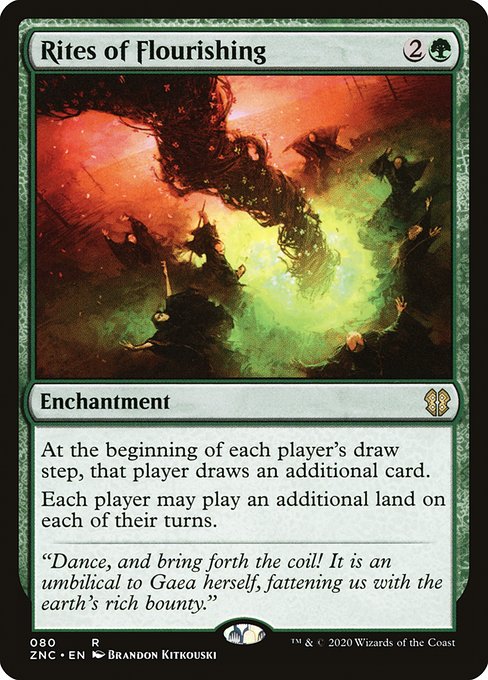 Rites of Flourishing 2
Enchantment
At the beginning of each player's draw
step, that player draws an additional card.
Each player may play an additional land on
each of their turns.
“Dance, and bring forth the coil! It is an
umbilical to Gaea herself, fattening us with the
earth's rich bounty.”
080 R
ZNC • EN Brandon Kitkouski
™ & © 2020 Wizards of the Coast